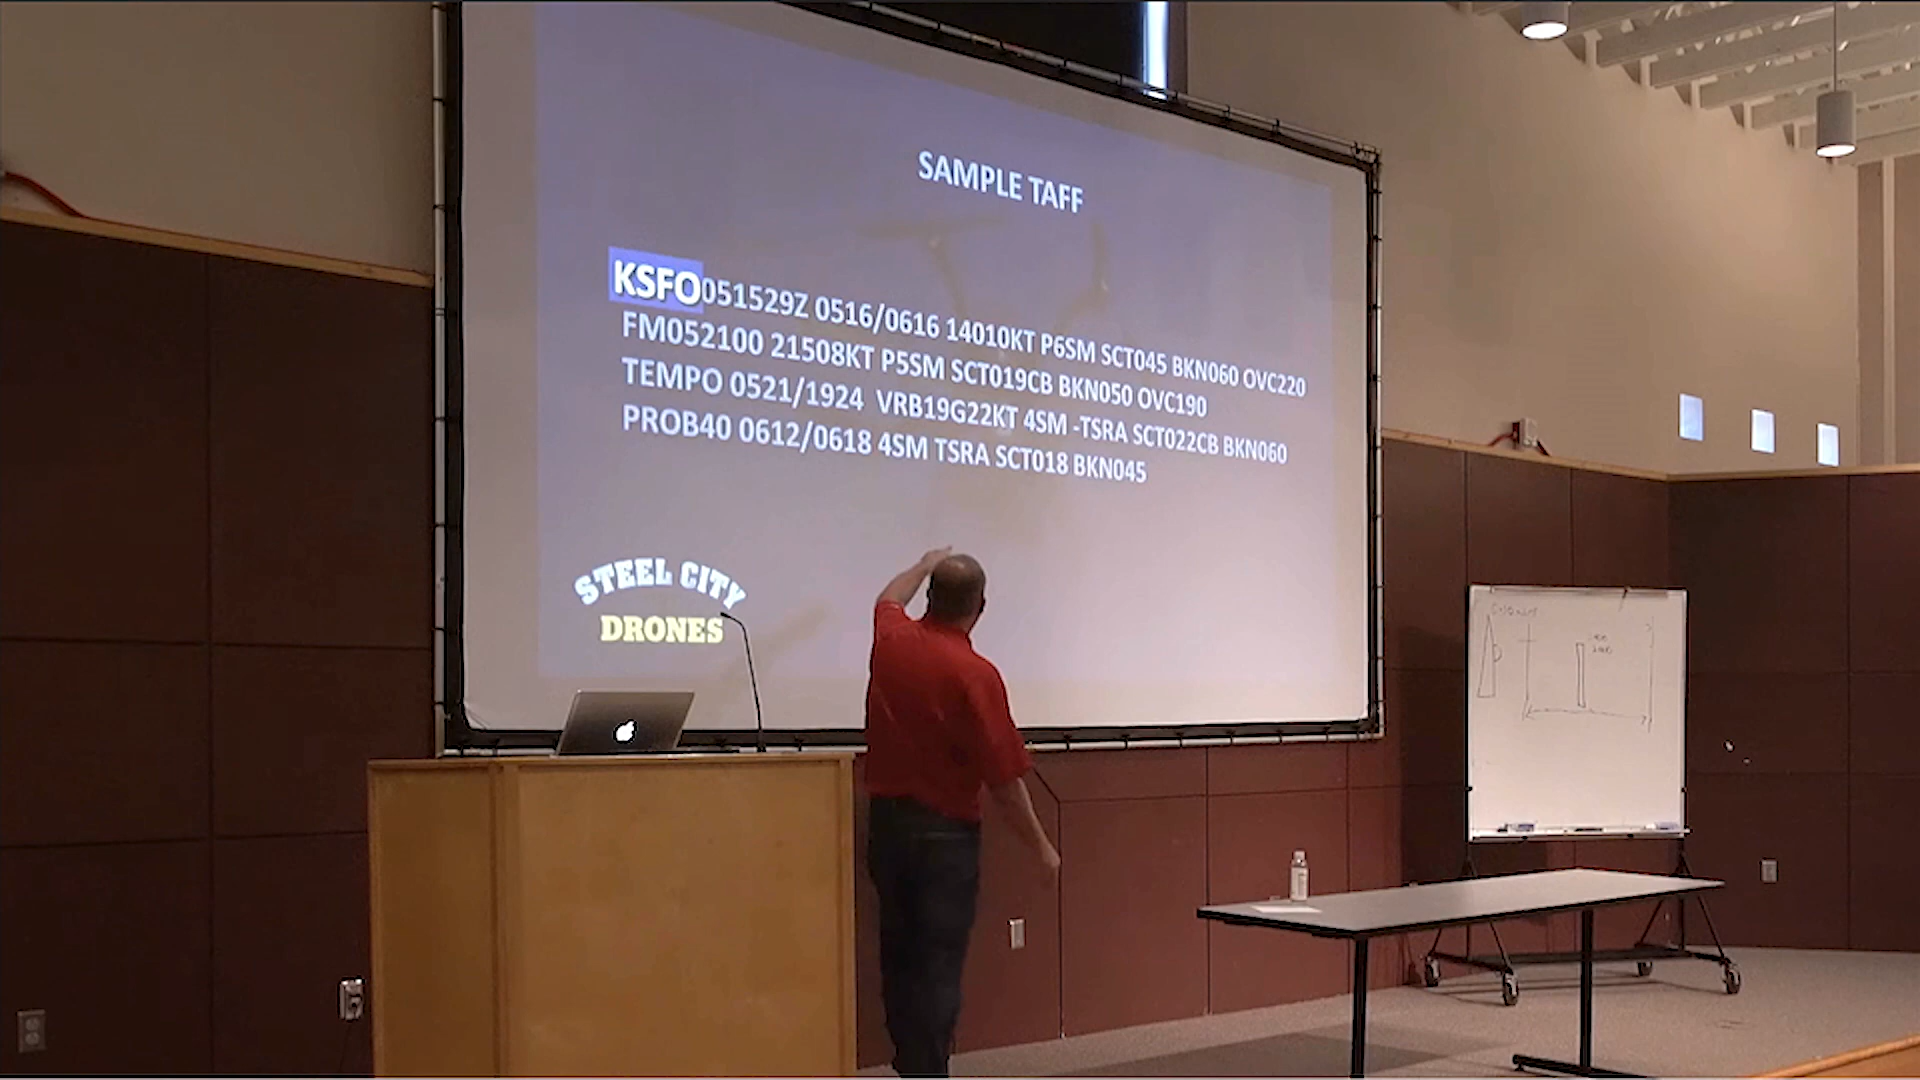 SAMPLE TAFF
KSFO051529Z 0516/0616 14010KT P6SM SCT045 BKN060 OVC220
FM052100 21508KT P5SM SCT019CB BKN050 OVC190
TEMPO 0521/1924 VRB19G22KT 4SM -TSRA SCT022CB BKN060
PROB40 0612/0618 4SM TSRA SCT018 BKN045
STEEL CITY
DRONES